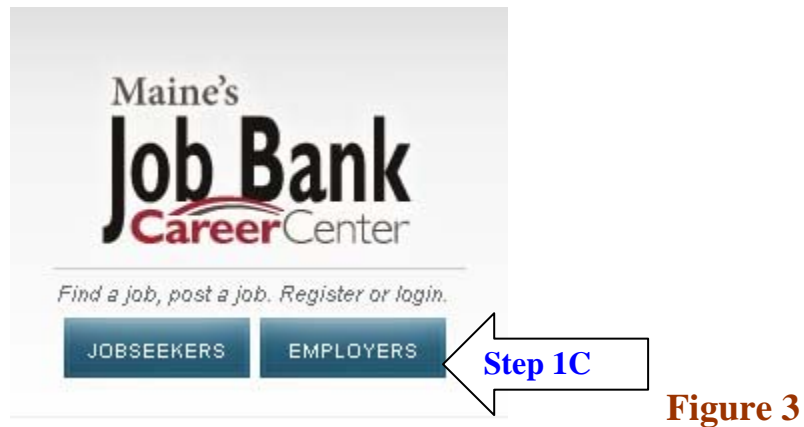 Maine's
Job Bank
CareerCenter
Find a job, post a job. Register or login.
JOBSEEKERS EMPLOYERS
Step 1C
Figure 3